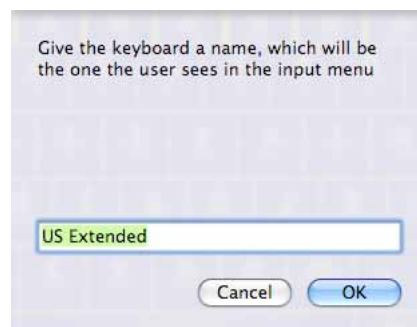 Give the keyboard a name, which will be
the one the user sees in the input menu
US Extended
Cancel
OK